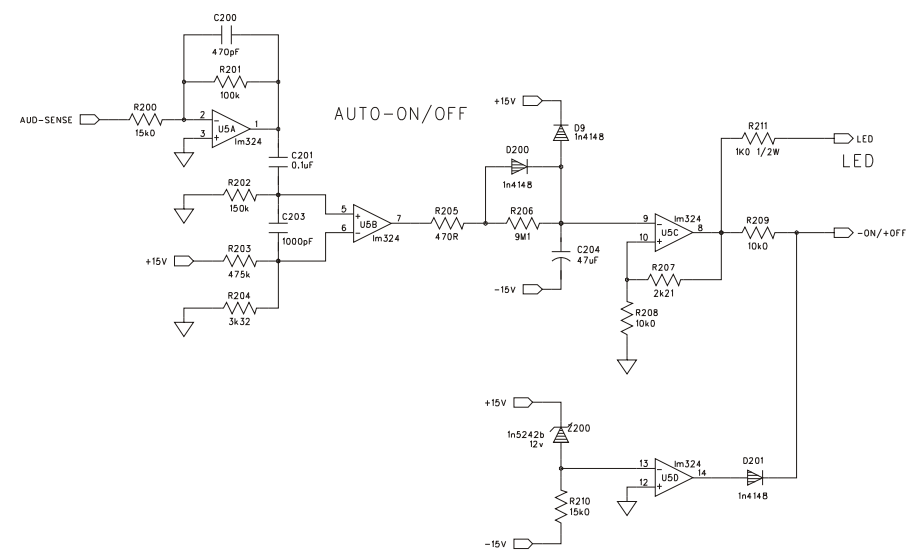 C200
470pF
R201
100k
AUD-SENSE
R200
15k0
2
3
U5A
1
lm324
AUTO-ON/OFF
C201
0.1uF
R202
150k
C203
1000pF
+15V
R203
475k
R204
3k32
5
6
U5B
7
lm324
R205
470R
+15V
D9
1n4148
D200
1n4148
R206
9M1
C204
47uF
-15V
9
10
U5C
lm324
8
R207
2k21
R208
10k0
R211
1K0 1/2W
LED
LED
R209
10k0
-ON/+OFF
+15V
1n5242b
12v
Z200
13
12
U5D
lm324
14
D201
1n4148
R210
15k0
-15V